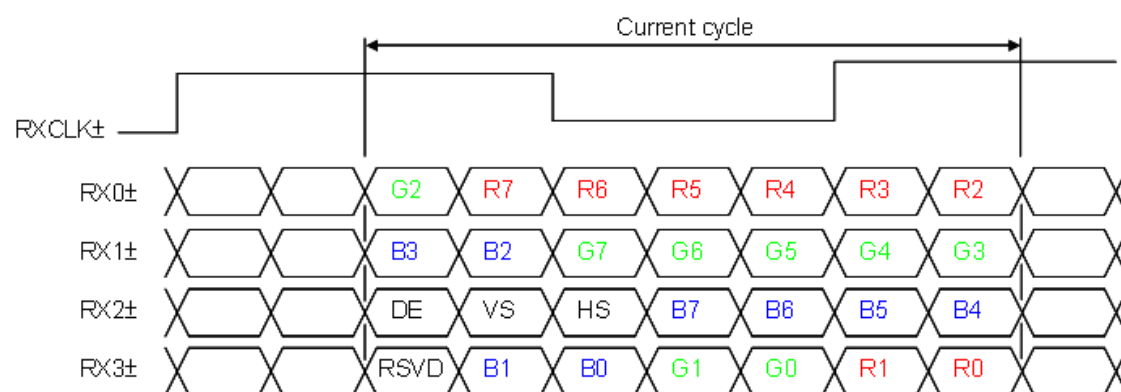 Current cycle
RXCLK±
RX0± G2 R7 R6 R5 R4 R3 R2
RX1± B3 B2 G7 G6 G5 G4 G3
RX2± DE VS HS B7 B6 B5 B4
RX3± RSVD B1 B0 G1 G0 R1 R0